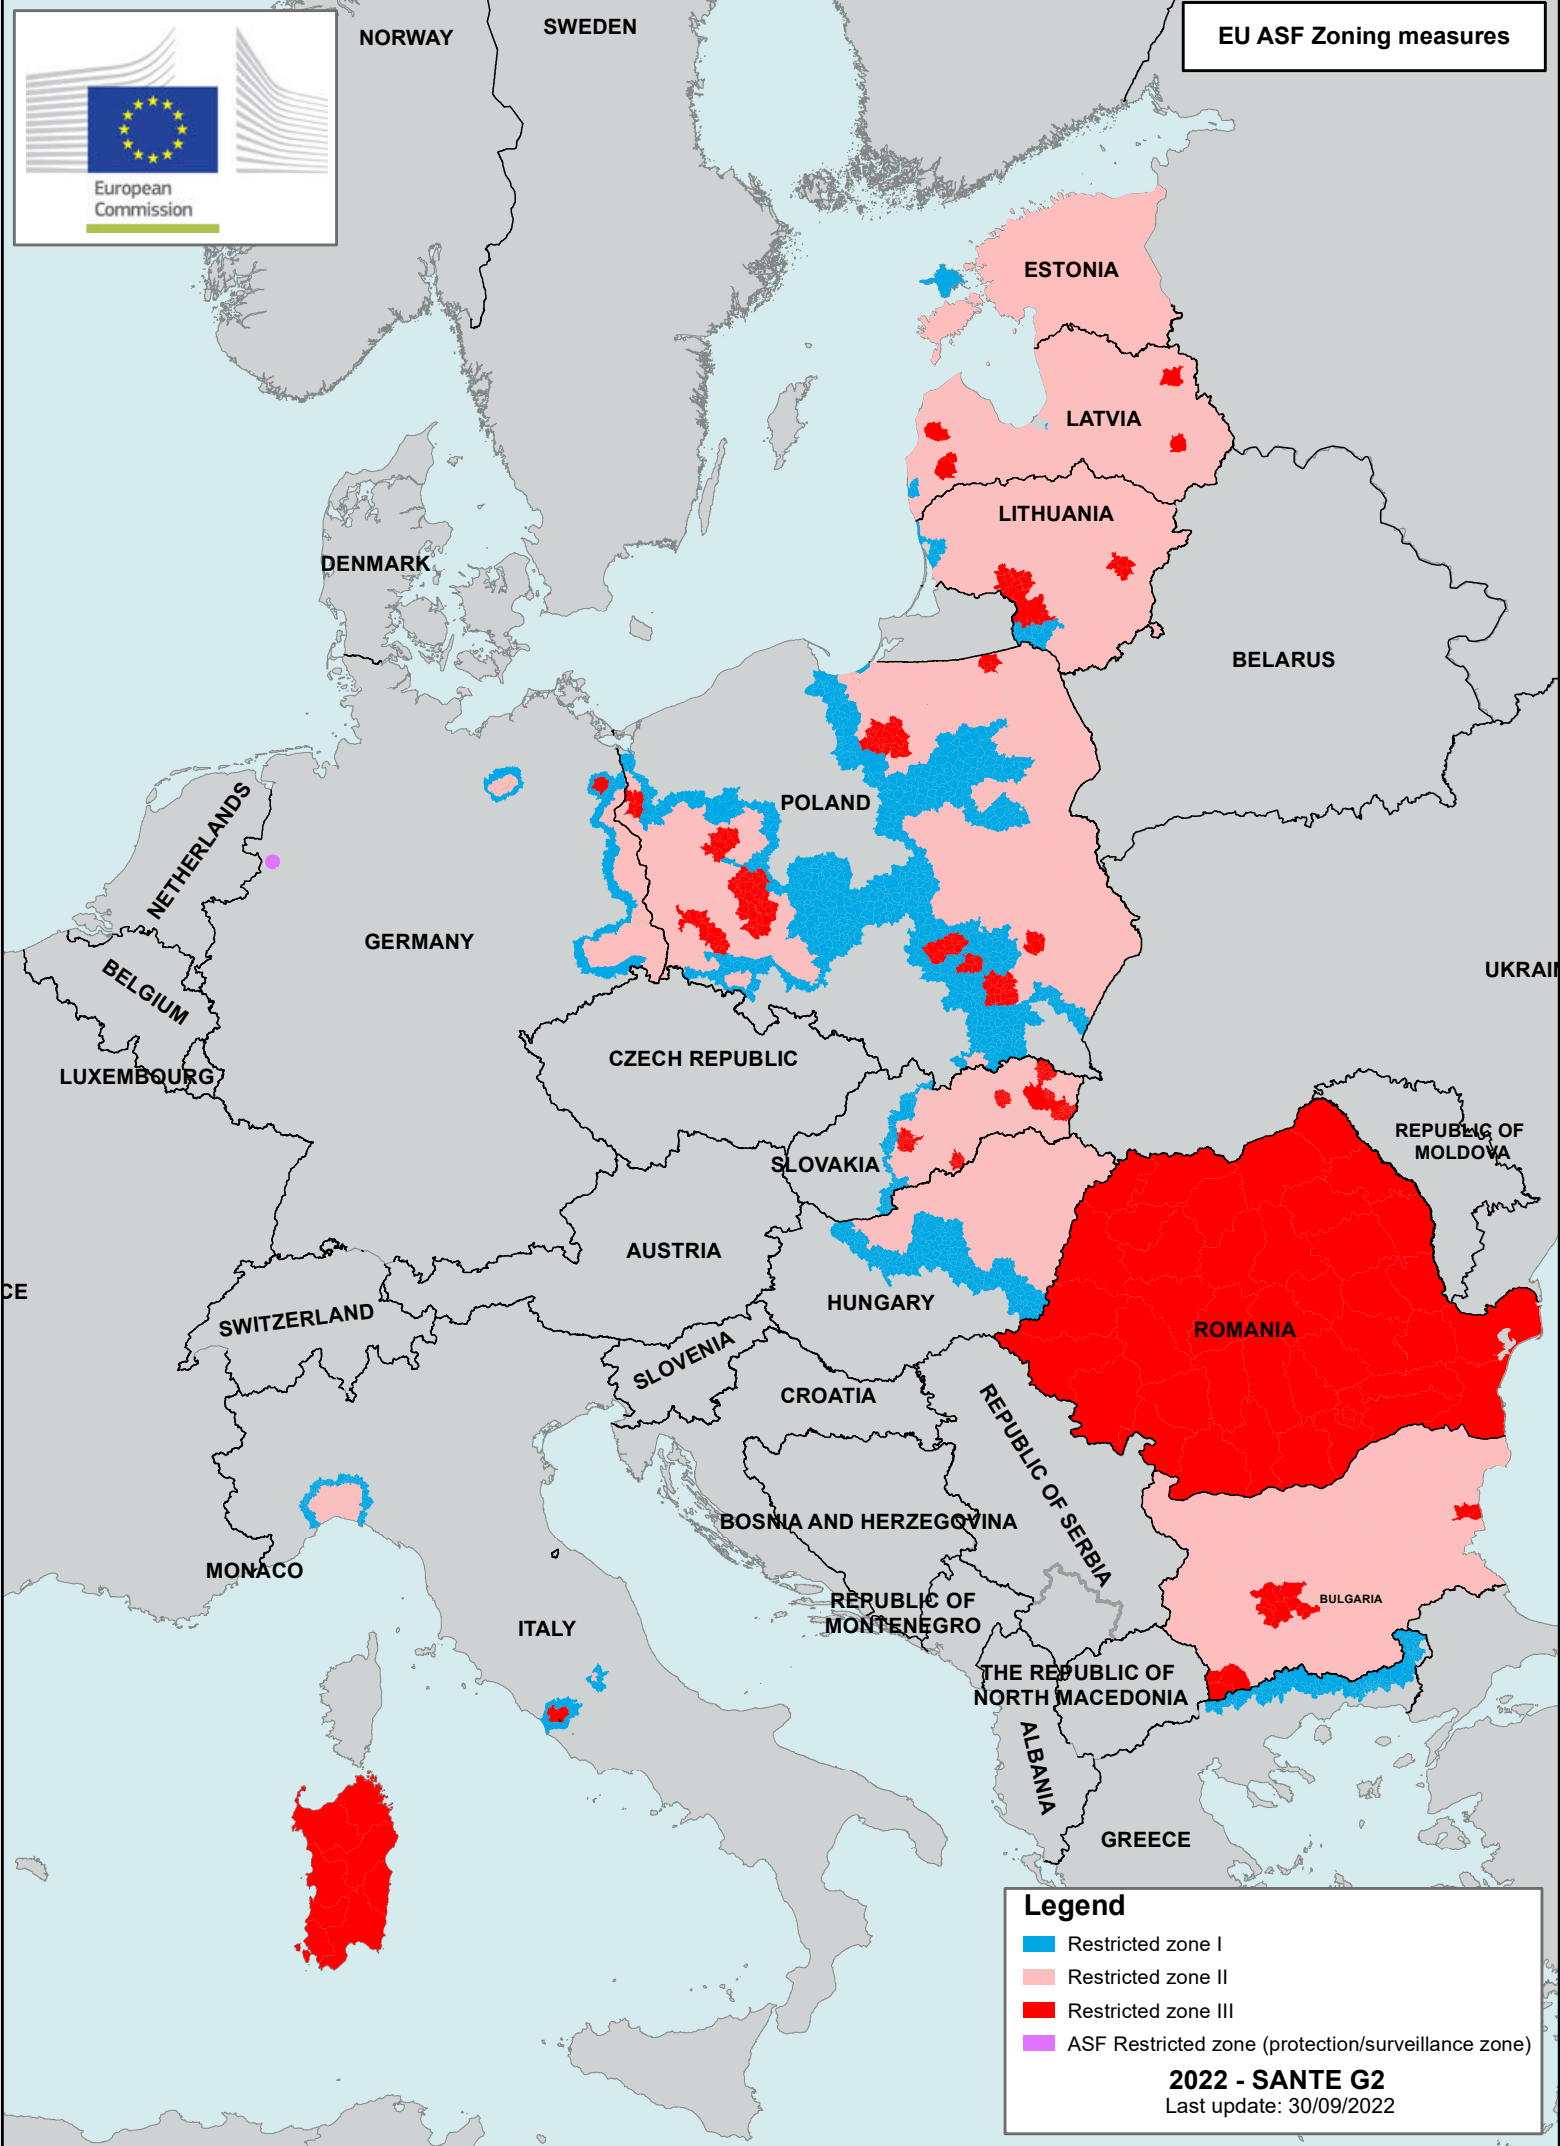 NORWAY
SWEDEN
EU ASF Zoning measures
European
Commission
ESTONIA
LATVIA
LITHUANIA
DENMARK
BELARUS
NETHERLANDS
POLAND
GERMANY
BELGIUM
UKRAIN
LUXEMBOURG
CZECH REPUBLIC
REPUBLIC OF
MOLDOVA
SLOVAKIA
AUSTRIA
CE
HUNGARY
SWITZERLAND
ROMANIA
SLOVENIA
CROATIA
REPUBLIC OF SERBIA
BOSNIA AND HERZEGOVINA
MONACO
REPUBLIC OF
MONTENEGRO
BULGARIA
ITALY
THE REPUBLIC OF
NORTH MACEDONIA
ALBANIA
GREECE
Legend
Restricted zone I
Restricted zone II
Restricted zone III
ASF Restricted zone (protection/surveillance zone)
2022 - SANTE G2
Last update: 30/09/2022